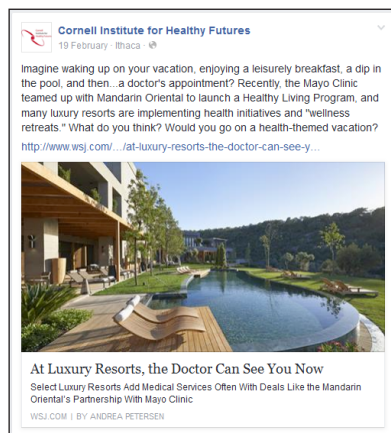 Cornell Institute for Healthy Futures
19 February · Ithaca ·
Imagine waking up on your vacation, enjoying a leisurely breakfast, a dip in
the pool, and then...a doctor's appointment? Recently, the Mayo Clinic
teamed up with Mandarin Oriental to launch a Healthy Living Program, and
many luxury resorts are implementing health initiatives and "wellness
retreats." What do you think? Would you go on a health-themed vacation?
http://www.wsj.com/.../at-luxury-resorts-the-doctor-can-see-y...
At Luxury Resorts, the Doctor Can See You Now
Select Luxury Resorts Add Medical Services Often With Deals Like the Mandarin
Oriental's Partnership With Mayo Clinic
WSJ.COM | BY ANDREA PETERSEN